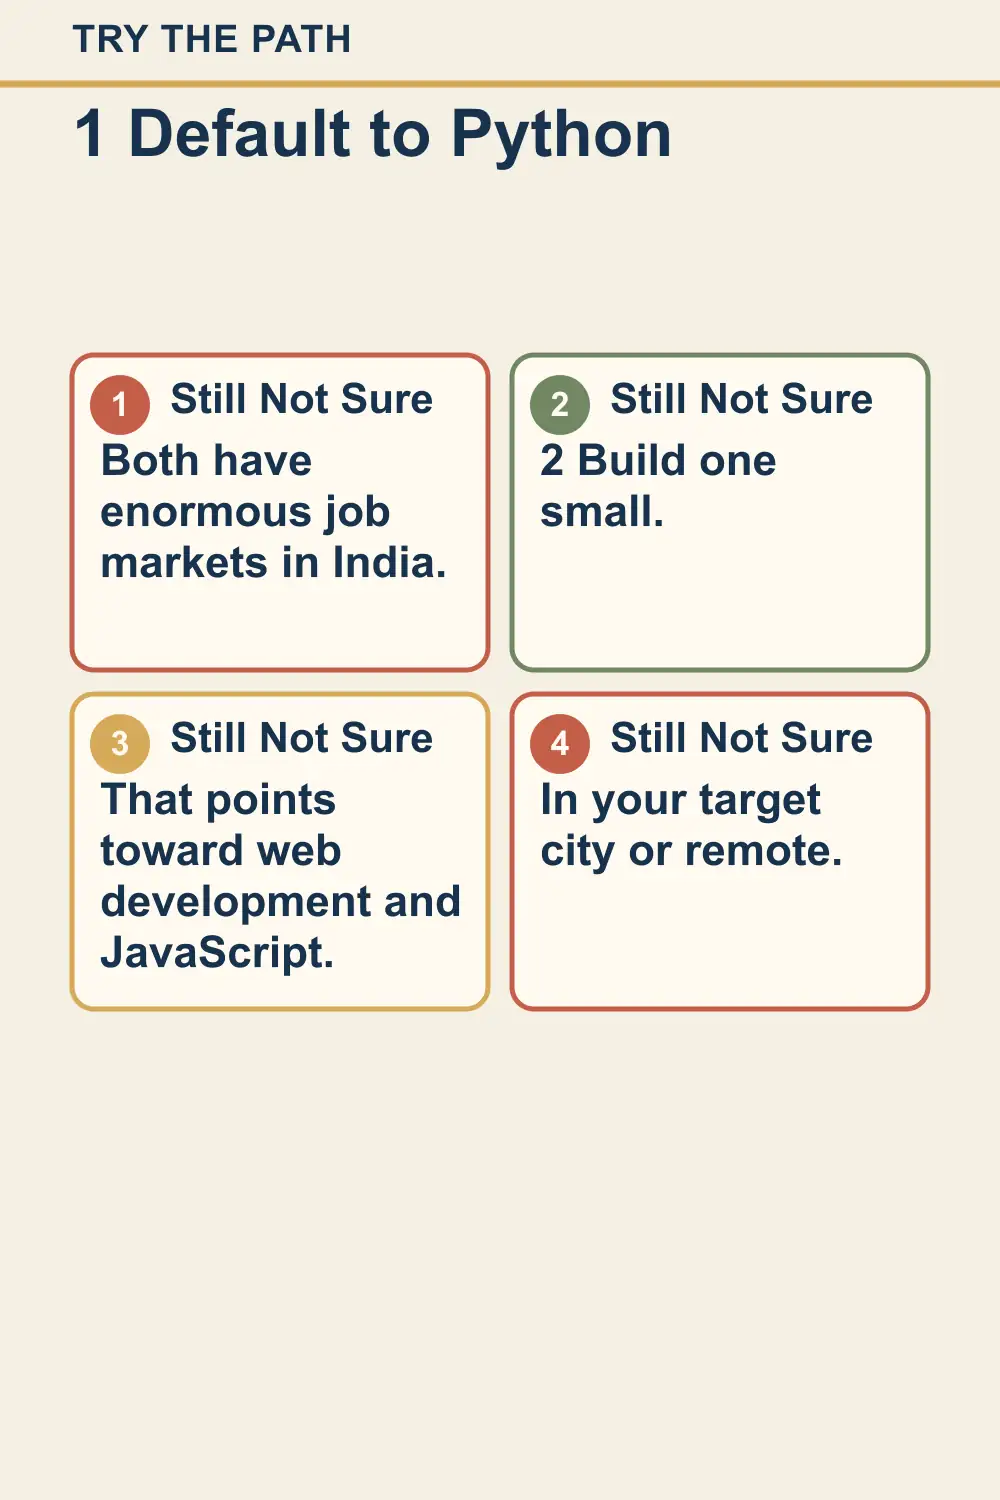 TRY THE PATH
1 Default to Python
1 Still Not Sure
Both have
enormous job
markets in India.
2 Still Not Sure
2 Build one
small.
3 Still Not Sure
That points
toward web
development and
JavaScript.
4 Still Not Sure
In your target
city or remote.